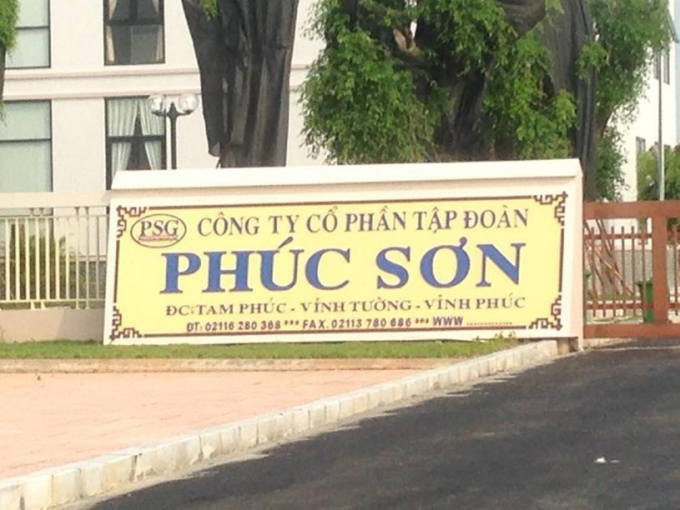 PSG
CÔNG TY CỔ PHẦN TẬP ĐOÀN
PHÚC SƠN
ĐC: TAM PHÚC - VĨNH TƯỜNG - VĨNH PHÚC
ĐT: 02116 280 368 *** FAX. 02113 780 686 *** WWW